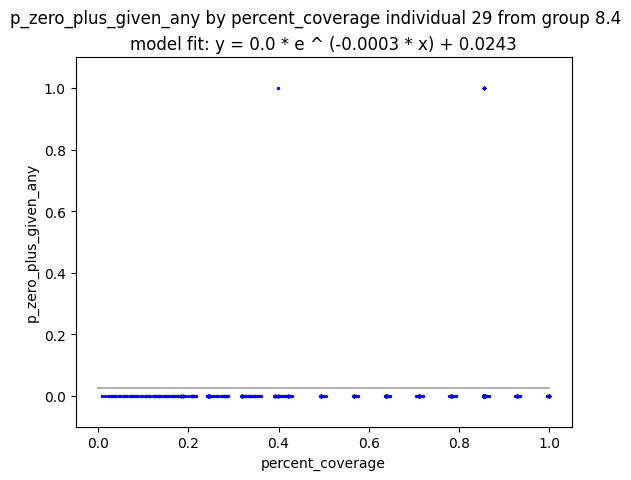 p_zero_plus_given_any by percent_coverage individual 29 from group 8.4
model fit: y = 0.0 * e ^ (-0.0003 * x) + 0.0243
1.0
0.8
0.6
0.4
0.2
0.0
p_zero_plus_given_any
0.0 0.2 0.4 0.6 0.8 1.0
percent_coverage